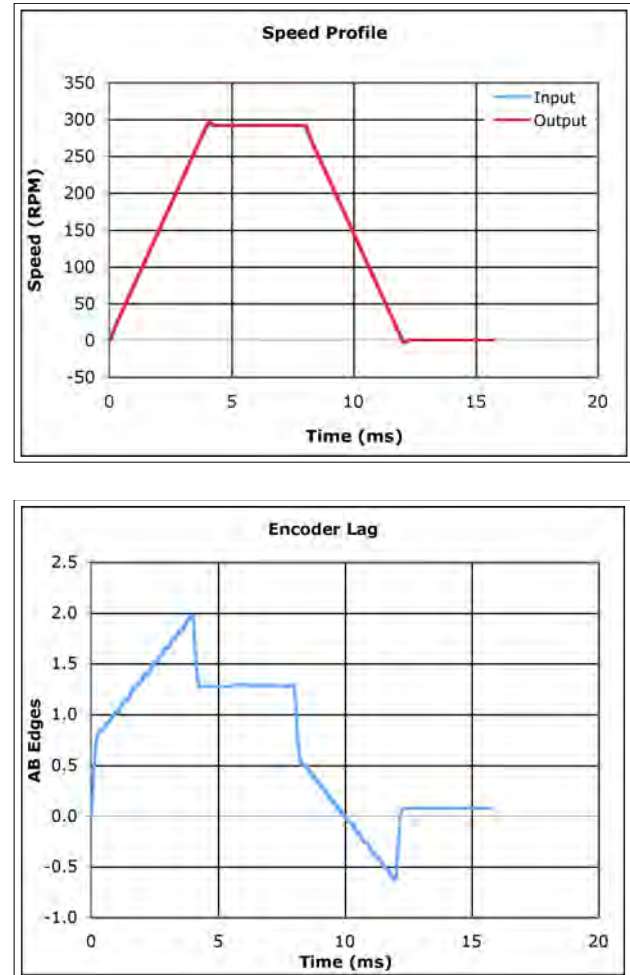 Speed Profile
350
300
250
200
150
100
50
0
-50
Speed (RPM)
Input
Output
0 5 10 15 20
Time (ms)
Encoder Lag
2.5
2.0
1.5
1.0
0.5
0.0
-0.5
-1.0
AB Edges
0 5 10 15 20
Time (ms)